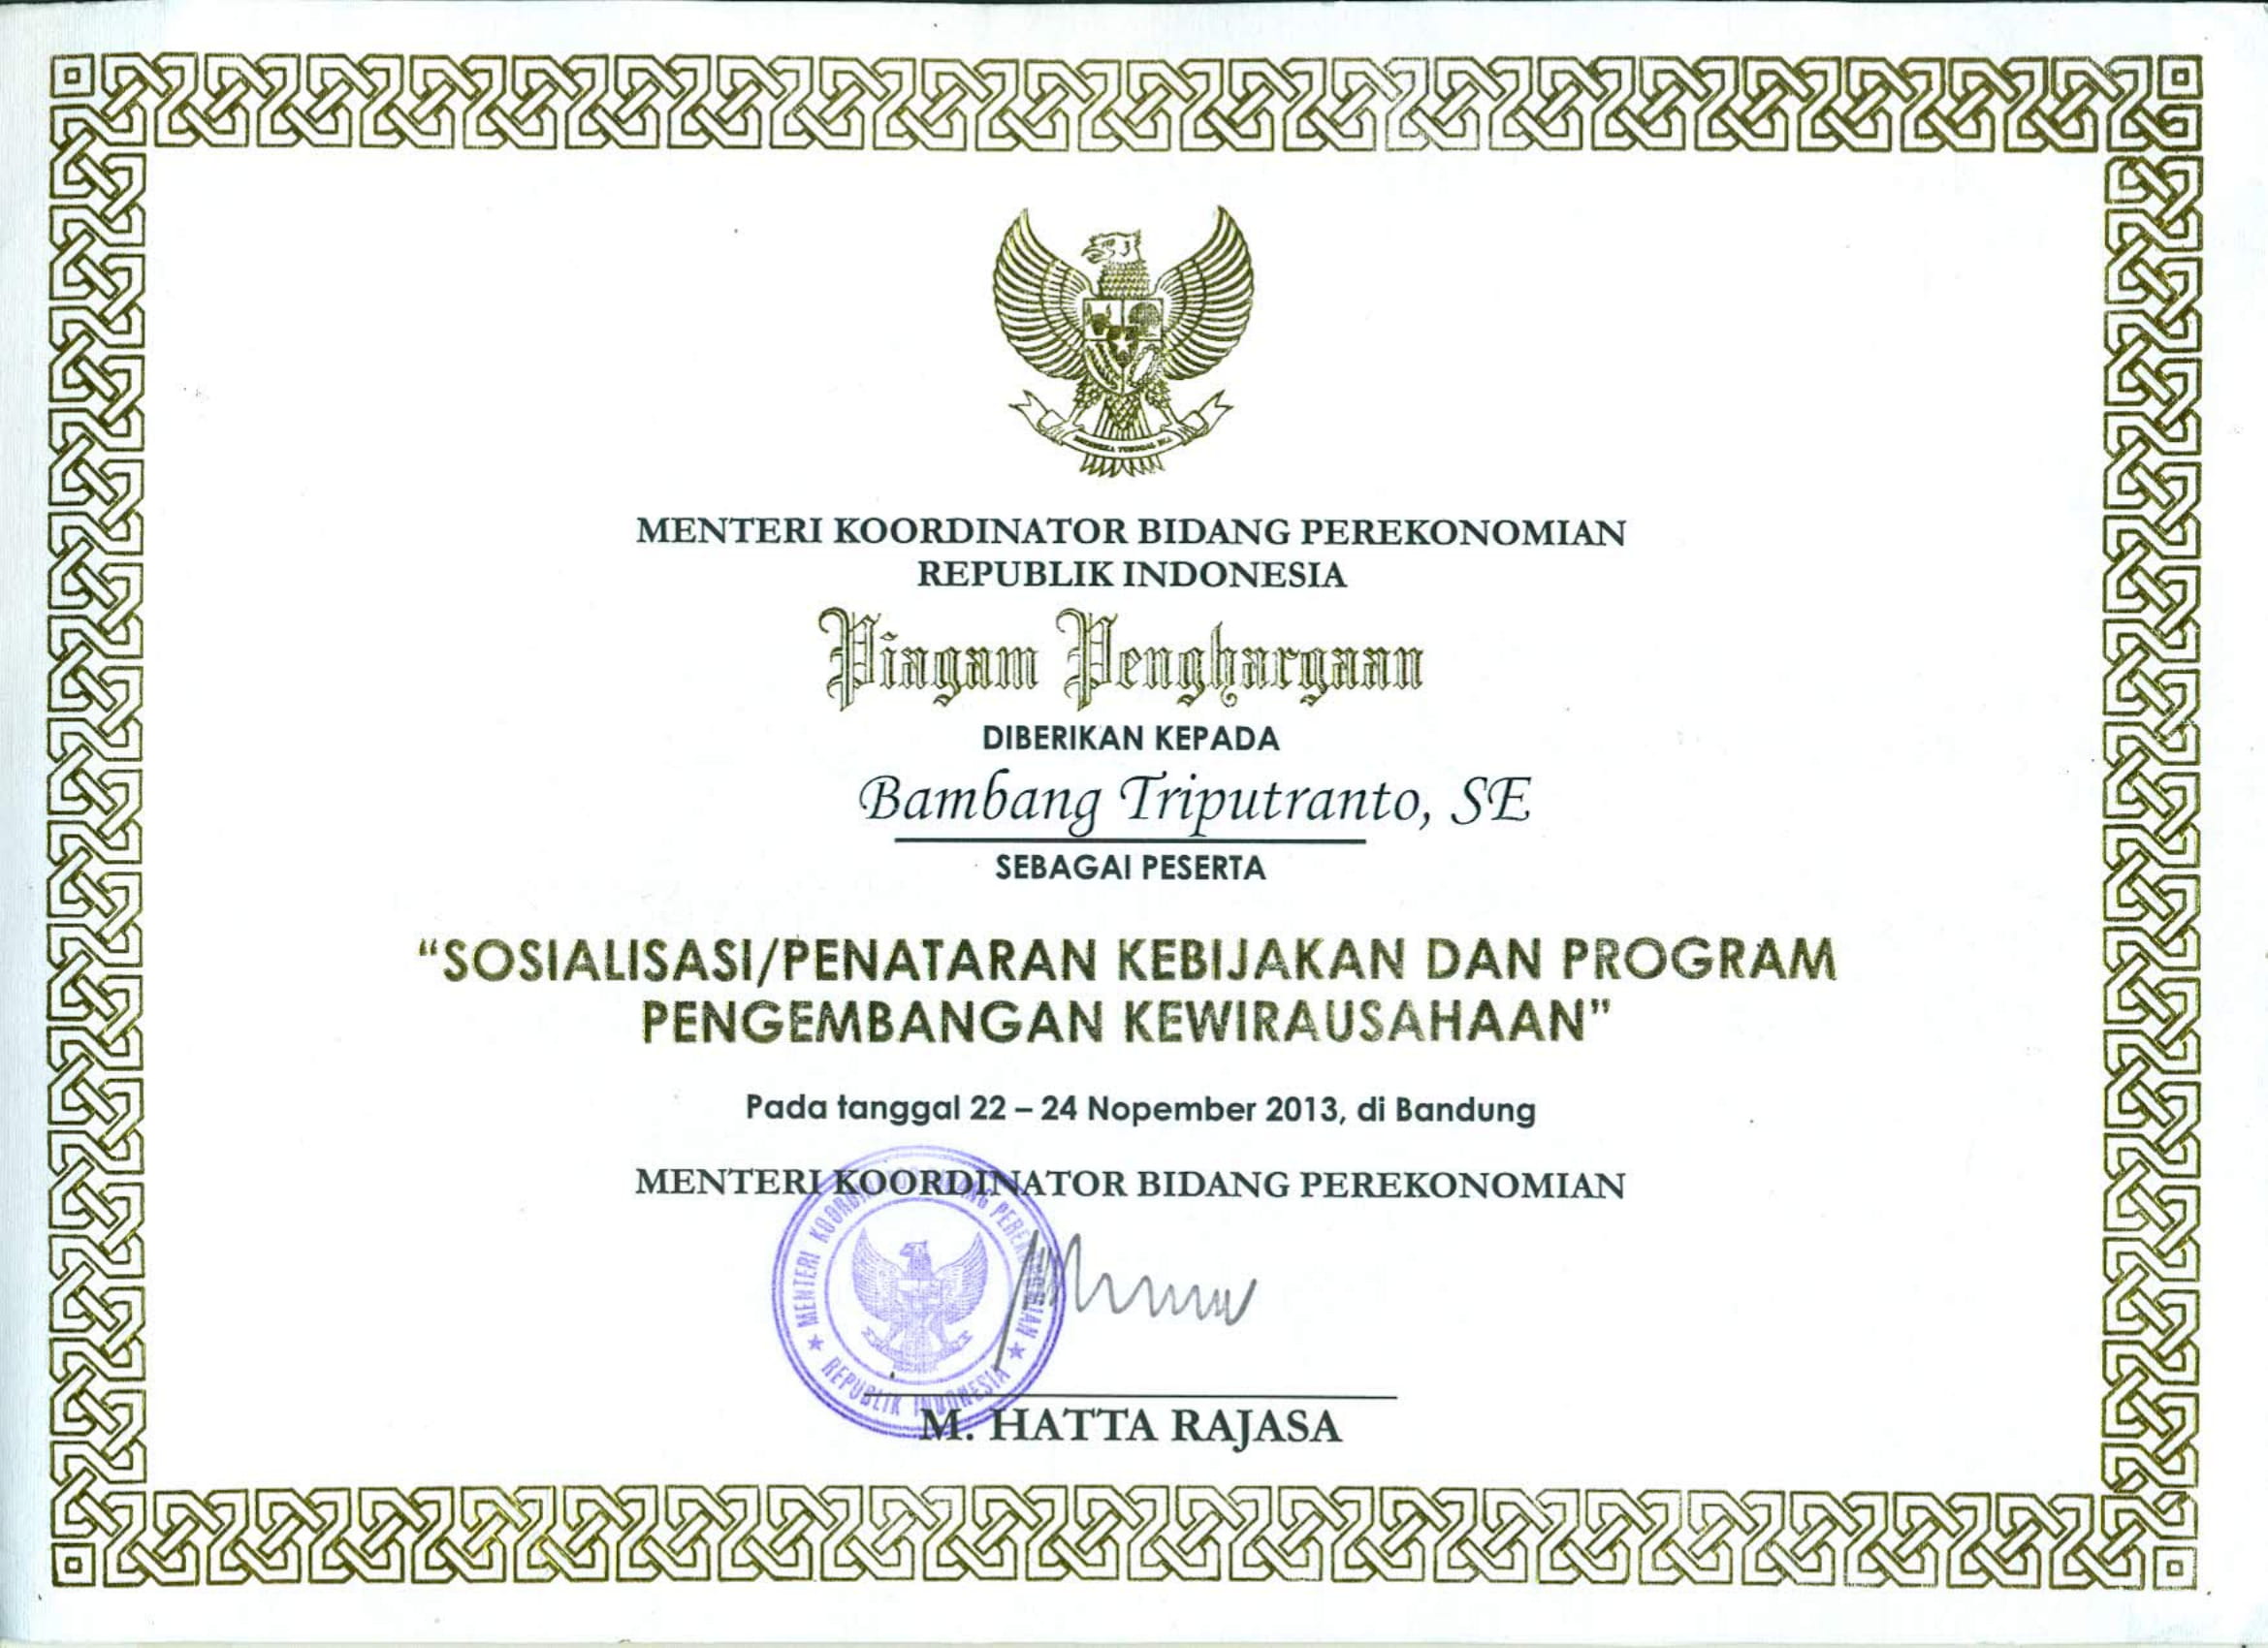 MENTERI KOORDINATOR BIDANG PEREKONOMIAN
REPUBLIK INDONESIA
Piagam Penghargaan
DIBERIKAN KEPADA
Bambang Triputranto, SE
SEBAGAI PESERTA
“SOSIALISASI/PENATARAN KEBIJAKAN DAN PROGRAM
PENGEMBANGAN KEWIRAUSAHAAN”
Pada tanggal 22 – 24 Nopember 2013, di Bandung
MENTERI KOORDINATOR BIDANG PEREKONOMIAN
MENTERI KOORDINATOR BIDANG PEREKONOMIAN
REPUBLIK INDONESIA
M. HATTA RAJASA